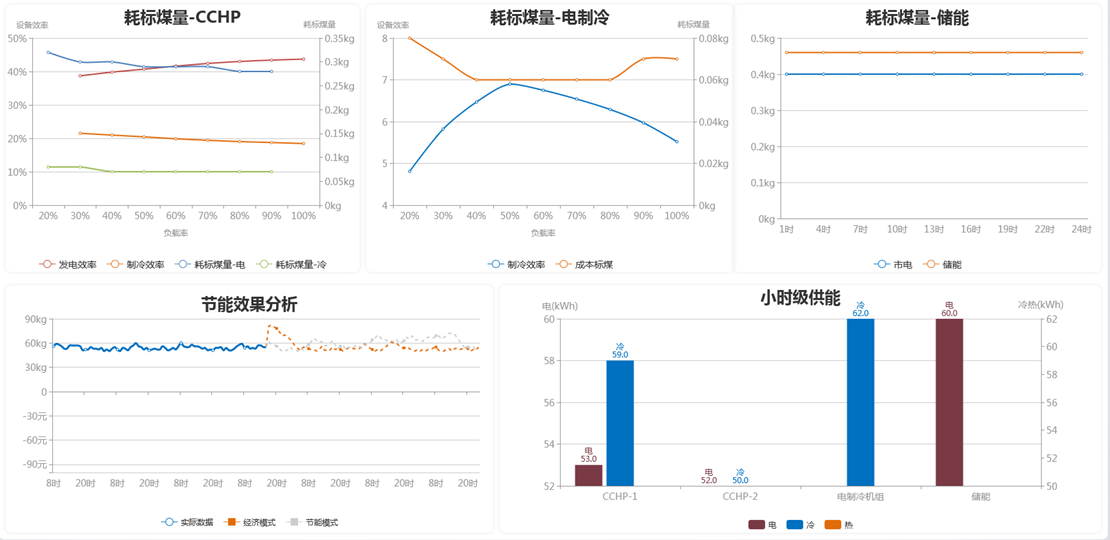 耗标煤量-CCHP
设备效率 耗标煤量
50% 0.35kg
0.3kg
40%
0.25kg
30% 0.2kg
0.15kg
20%
0.1kg
10%
0.05kg
0% 0kg
20% 30% 40% 50% 60% 70% 80% 90% 100%
负载率
发电效率 制冷效率 耗标煤量-电 耗标煤量-冷
耗标煤量-电制冷
设备效率 耗标煤量
8 0.08kg
7 0.06kg
6 0.04kg
5 0.02kg
4 0kg
20% 30% 40% 50% 60% 70% 80% 90% 100%
负载率
制冷效率 成本标煤
耗标煤量-储能
0.5kg
0.4kg
0.3kg
0.2kg
0.1kg
0kg
1时 4时 7时 10时 13时 16时 19时 22时 24时
市电 储能
节能效果分析
90kg
60kg
30kg
0
-30元
-60元
-90元
8时 20时 8时 20时 8时 20时 8时 20时 8时 20时 8时 20时 8时 20时
实际数据 经济模式 节能模式
小时级供能
电(kWh) 冷热(kWh)
60 62
60
58 58
56 56
54
54 52
52 50
电 53.0
冷 59.0
电 52.0
冷 50.0
冷 62.0
电 60.0
CCHP-1 CCHP-2 电制冷机组 储能
电 冷 热